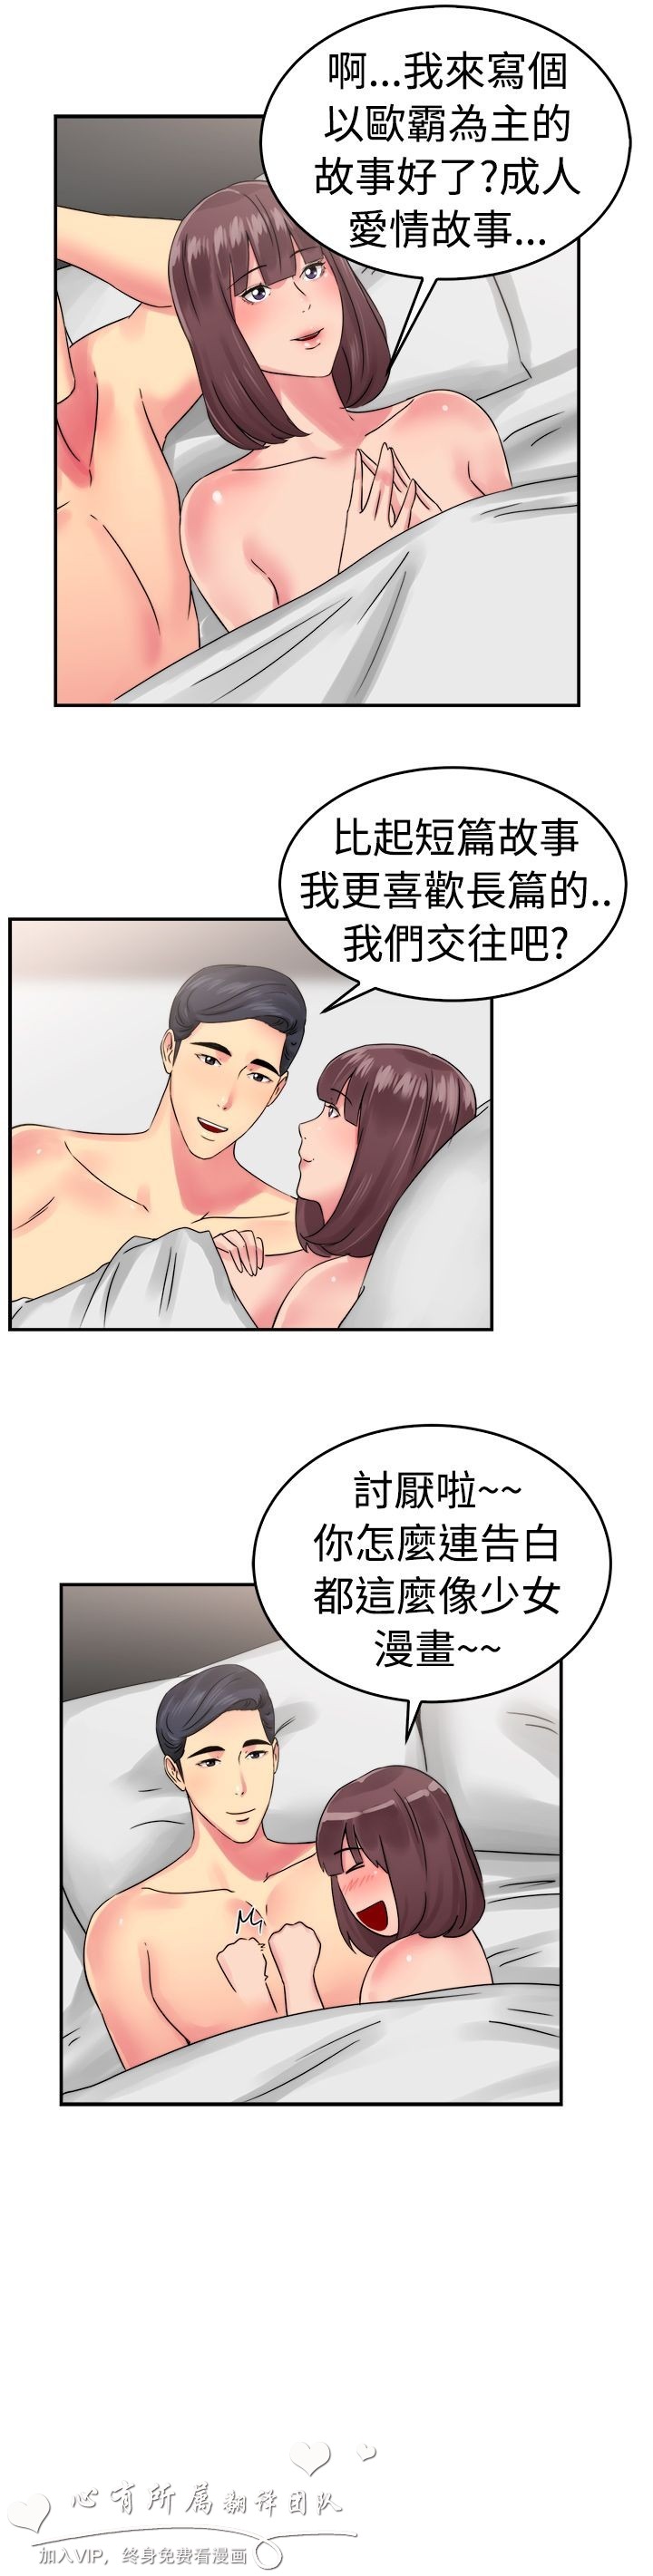 啊...我來寫個
以歐霸為主的
故事好了?成人
愛情故事...
比起短篇故事
我更喜歡長篇的..
我們交往吧?
討厭啦~~
你怎麼連告白
都這麼像少女
漫畫~~
心有所属翻译团队
加入VIP，终身免费看漫画